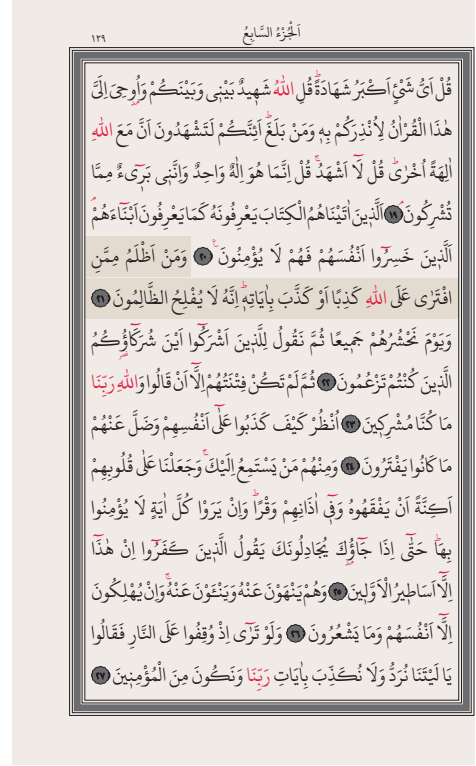 اَلْجُزْءُ السَّابِعُ
١٢٩
قُلْ اَىُّ شَيْءٍ اَكْبَرُ شَهَادَةًۜ قُلِ اللّٰهُ شَهٖيدٌ بَيْنٖى وَبَيْنَكُمْ وَاُو۫حِىَ اِلَىَّ
هٰذَا الْقُرْاٰنُ لِاُنْذِرَكُمْ بِهٖ وَمَنْ بَلَغَۜ اَئِنَّكُمْ لَتَشْهَدُونَ اَنَّ مَعَ اللّٰهِ
اٰلِهَةً اُخْرٰىۜ قُلْ لَٓا اَشْهَدُۚ قُلْ اِنَّمَا هُوَ اِلٰهٌ وَاحِدٌ وَاِنَّنٖى بَرٖٓىءٌ مِمَّا
تُشْرِكُونَۢ ﴿١٩﴾ اَلَّذٖينَ اٰتَيْنَاهُمُ الْكِتَابَ يَعْرِفُونَهُ كَمَا يَعْرِفُونَ اَبْنَٓاءَهُمْۢ
اَلَّذٖينَ خَسِرُٓوا اَنْفُسَهُمْ فَهُمْ لَا يُؤْمِنُونَ۟ ﴿٢٠﴾ وَمَنْ اَظْلَمُ مِمَّنِ
افْتَرٰى عَلَى اللّٰهِ كَذِبًا اَوْ كَذَّبَ بِاٰيَاتِهٖۜ اِنَّهُ لَا يُفْلِحُ الظَّالِمُونَ ﴿٢١﴾
وَيَوْمَ نَحْشُرُهُمْ جَمٖيعًا ثُمَّ نَقُولُ لِلَّذٖينَ اَشْرَكُٓوا اَيْنَ شُرَكَٓاؤُ۬كُمُ
الَّذٖينَ كُنْتُمْ تَزْعُمُونَ ﴿٢٢﴾ ثُمَّ لَمْ تَكُنْ فِتْنَتُهُمْ اِلَّٓا اَنْ قَالُوا وَاللّٰهِ رَبِّنَا
مَا كُنَّا مُشْرِكٖينَ ﴿٢٣﴾ اُنْظُرْ كَيْفَ كَذَبُوا عَلٰٓى اَنْفُسِهِمْ وَضَلَّ عَنْهُمْ
مَا كَانُوا يَفْتَرُونَ ﴿٢٤﴾ وَمِنْهُمْ مَنْ يَسْتَمِعُ اِلَيْكَۚ وَجَعَلْنَا عَلٰى قُلُوبِهِمْ
اَكِنَّةً اَنْ يَفْقَهُوهُ وَفٖٓى اٰذَانِهِمْ وَقْرًاۜ وَاِنْ يَرَوْا كُلَّ اٰيَةٍ لَا يُؤْمِنُوا
بِهَاۜ حَتّٰٓى اِذَا جَٓاؤُ۫كَ يُجَادِلُونَكَ يَقُولُ الَّذٖينَ كَفَرُٓوا اِنْ هٰذَٓا
اِلَّٓا اَسَاطٖيرُ الْاَوَّلٖينَ ﴿٢٥﴾ وَهُمْ يَنْهَوْنَ عَنْهُ وَيَنْـَٔوْنَ عَنْهُۚ وَاِنْ يُهْلِكُونَ
اِلَّٓا اَنْفُسَهُمْ وَمَا يَشْعُرُونَ ﴿٢٦﴾ وَلَوْ تَرٰٓى اِذْ وُقِفُوا عَلَى النَّارِ فَقَالُوا
يَا لَيْتَنَا نُرَدُّ وَلَا نُكَذِّبَ بِاٰيَاتِ رَبِّنَا وَنَكُونَ مِنَ الْمُؤْمِنٖينَ ﴿٢٧﴾